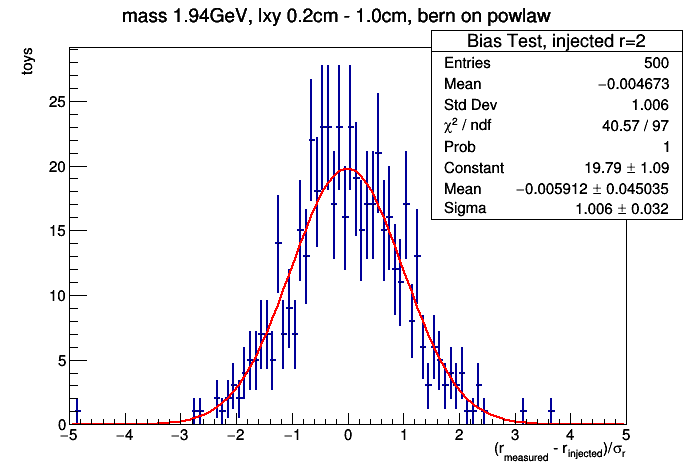 mass 1.94GeV, lxy 0.2cm - 1.0cm, bern on powlaw
Bias Test, injected r=2
Entries 500
Mean −0.004673
Std Dev 1.006
χ² / ndf 40.57 / 97
Prob 1
Constant 19.79 ± 1.09
Mean −0.005912 ± 0.045035
Sigma 1.006 ± 0.032
toys
25
20
15
10
5
0
−5 −4 −3 −2 −1 0 1 2 3 4 5
(r_measured - r_injected)/σ_r